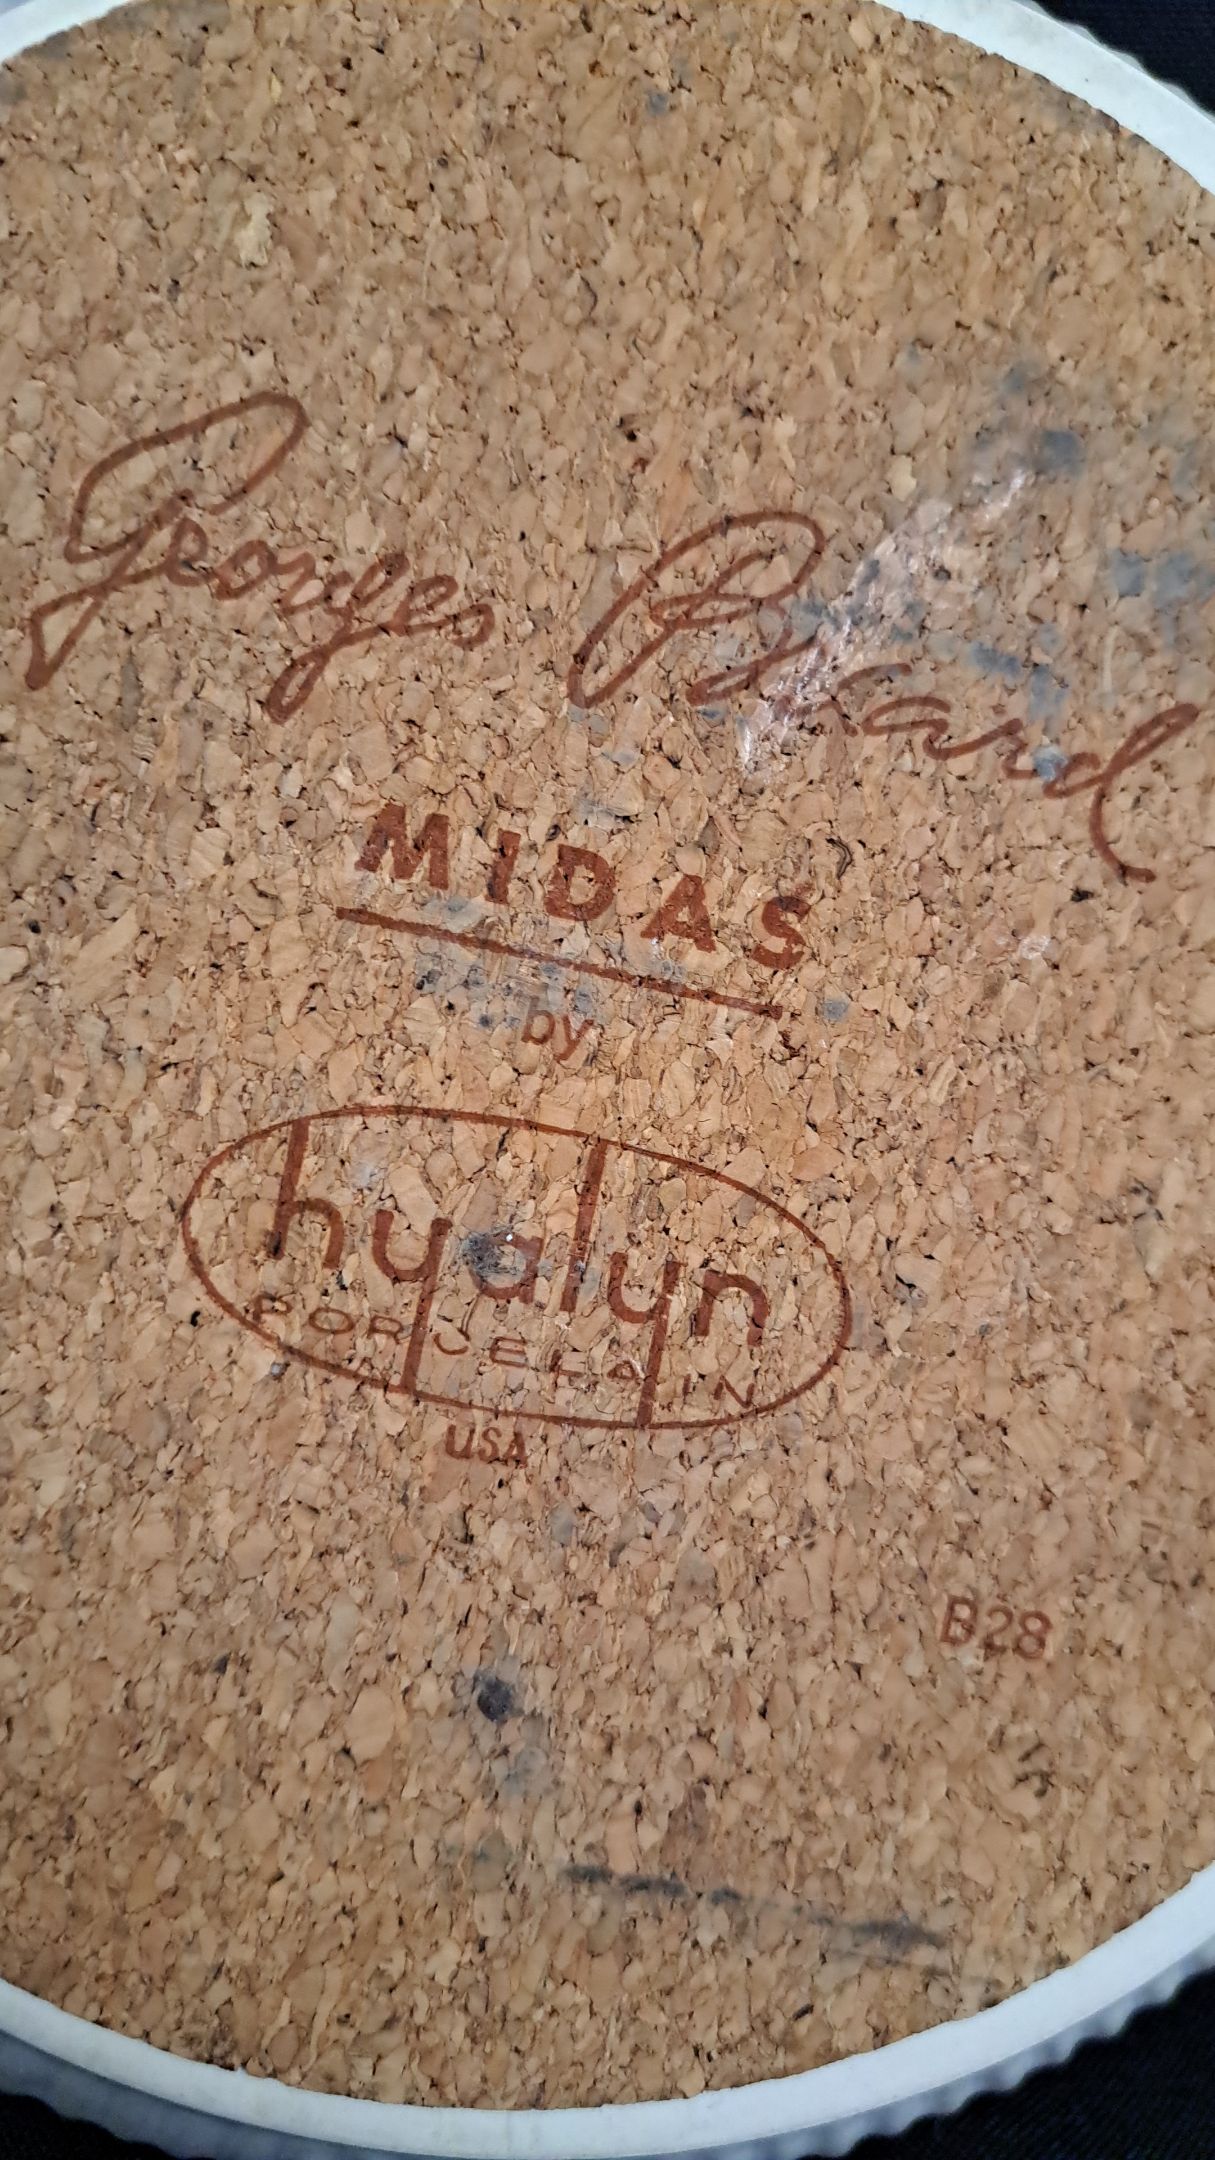 Georges Briard
MIDAS
by
hyalyn
PORCELAIN
USA
B28